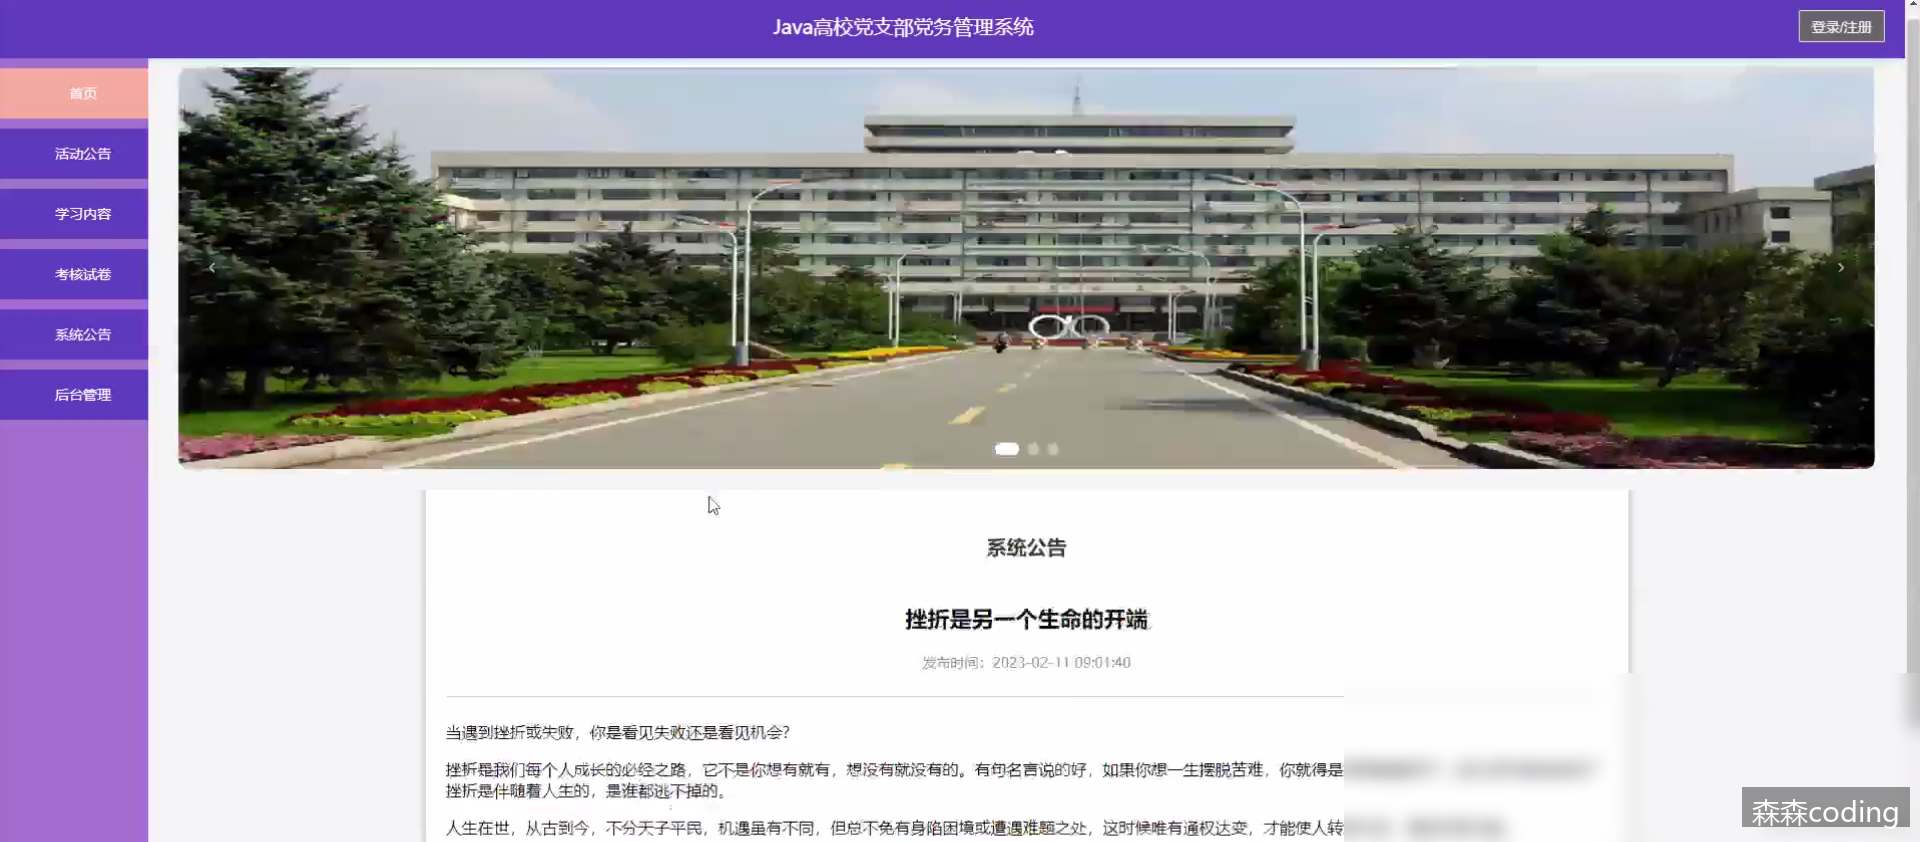 Java高校党支部党务管理系统
登录/注册
首页
活动公告
学习内容
考核试卷
系统公告
后台管理
系统公告
挫折是另一个生命的开端
发布时间：2023-02-11 09:01:40
当遇到挫折或失败，你是看见失败还是看见机会？
挫折是我们每个人成长的必经之路，它不是你想有就有，想没有就没有的。有句名言说的好，如果你想一生摆脱苦难，你就得是
挫折是伴随着人生的，是谁都逃不掉的。
人生在世，从古到今，不分天子平民，机遇虽有不同，但总不免有身陷困境或遭遇难题之处，这时候唯有通权达变，才能使人转
森森coding